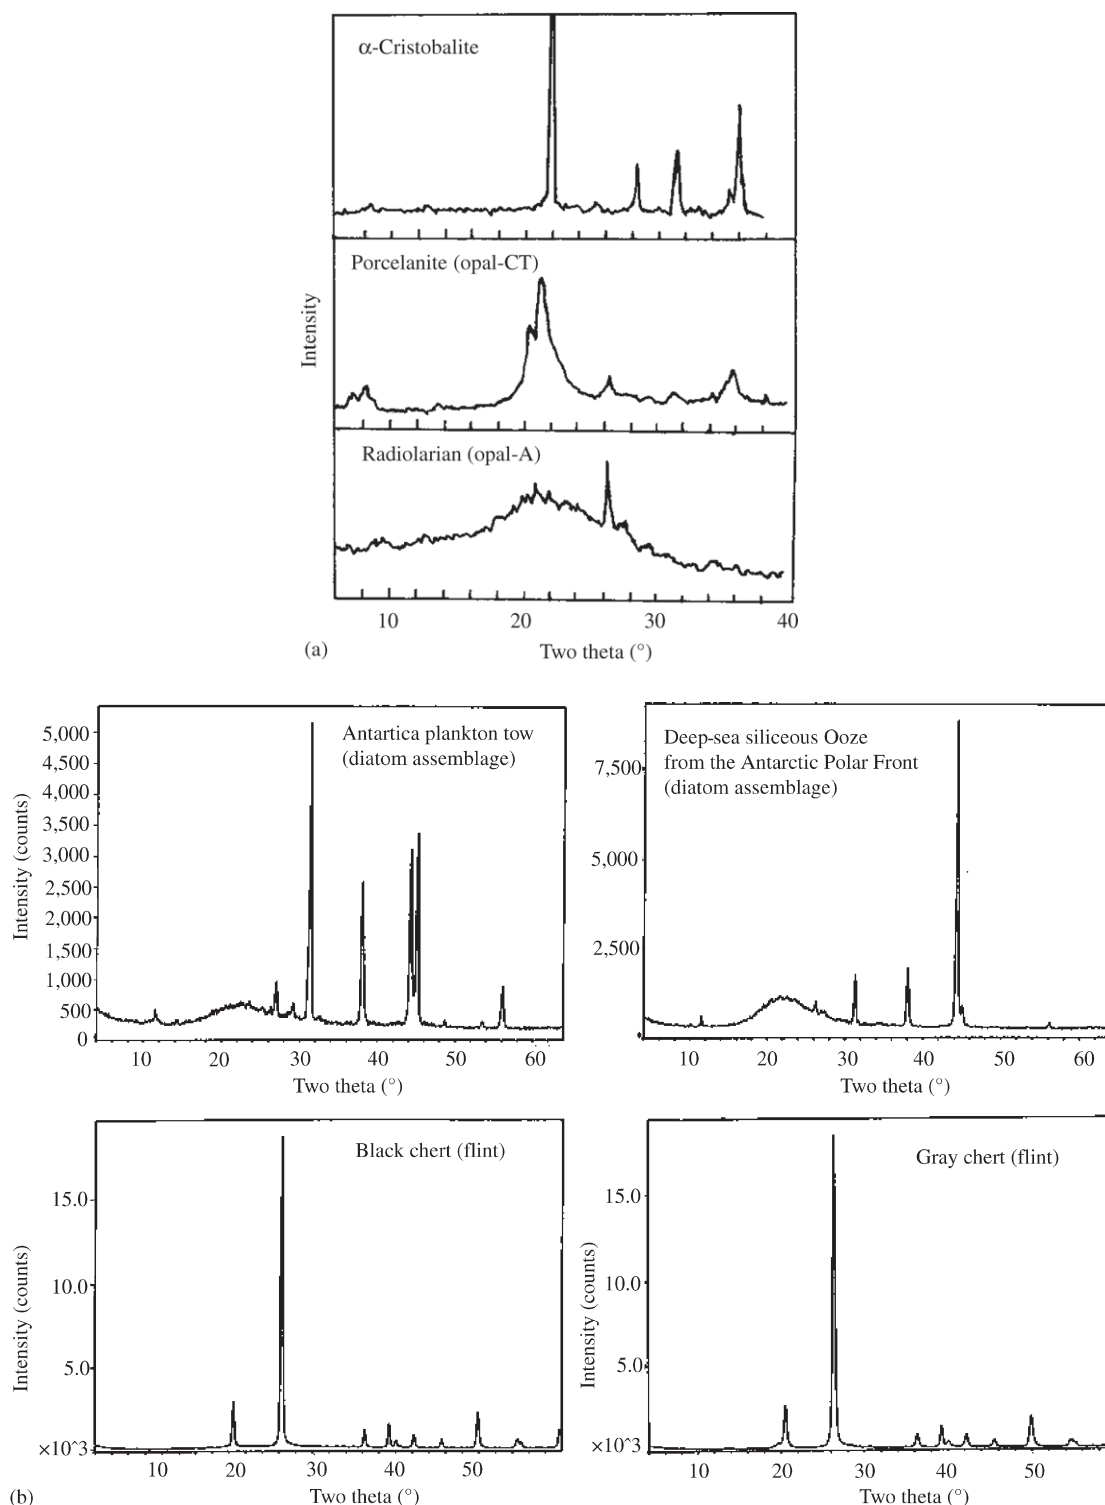 α-Cristobalite
Porcelanite (opal-CT)
Intensity
Radiolarian (opal-A)
10 20 30 40
(a)
Two theta (°)
Antartica plankton tow
(diatom assemblage)
5,000
4,500
4,000
3,500
3,000
2,500
2,000
1,500
1,000
500
0
Intensity (counts)
10 20 30 40 50 60
Two theta (°)
Deep-sea siliceous Ooze
from the Antarctic Polar Front
(diatom assemblage)
7,500
5,000
2,500
10 20 30 40 50 60
Two theta (°)
Black chert (flint)
15.0
10.0
5.0
×10^3
Intensity (counts)
10 20 30 40 50
Two theta (°)
Gray chert (flint)
15.0
10.0
5.0
×10^3
Intensity (counts)
10 20 30 40 50
Two theta (°)
(b)